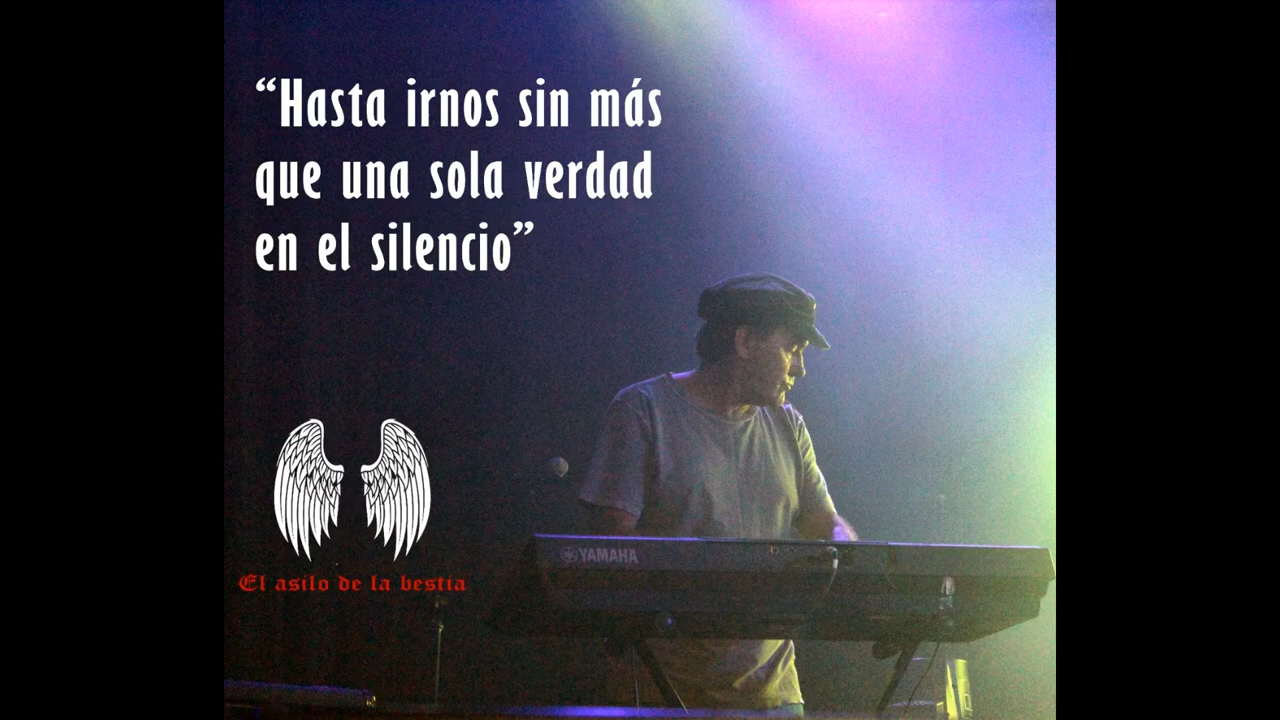 “Hasta irnos sin más
que una sola verdad
en el silencio”
El asilo de la bestia
YAMAHA